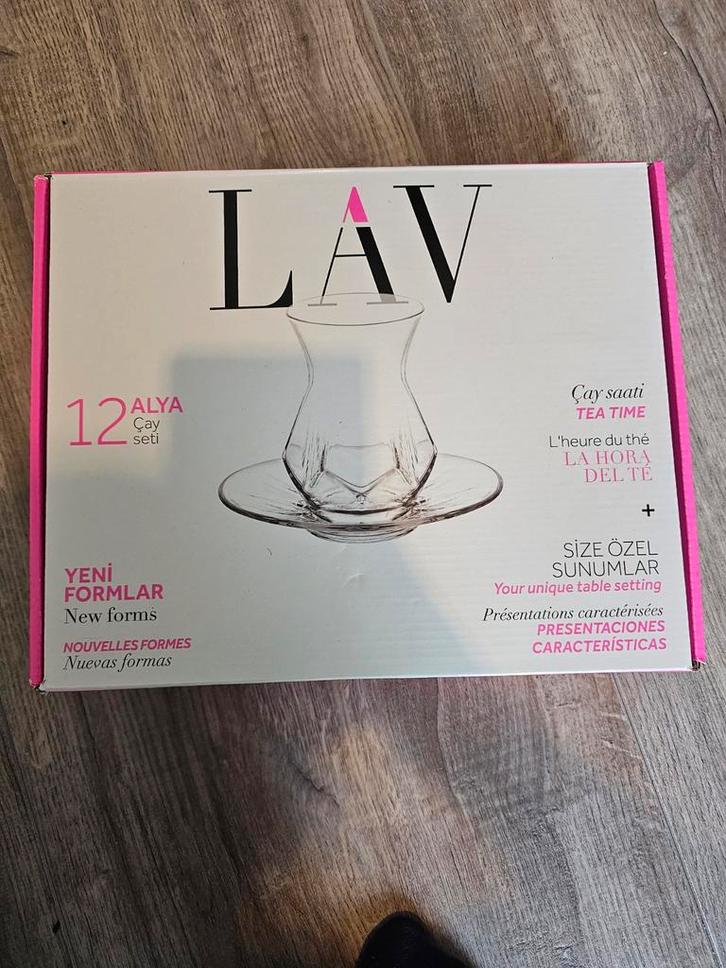 LAV
12 ALYA
Çay
seti
Çay saati
TEA TIME
L'heure du thé
LA HORA
DEL TÉ
+
YENİ
FORMLAR
New forms
NOUVELLES FORMES
Nuevas formas
SİZE ÖZEL
SUNUMLAR
Your unique table setting
Présentations caractérisées
PRESENTACIONES
CARACTERÍSTICAS